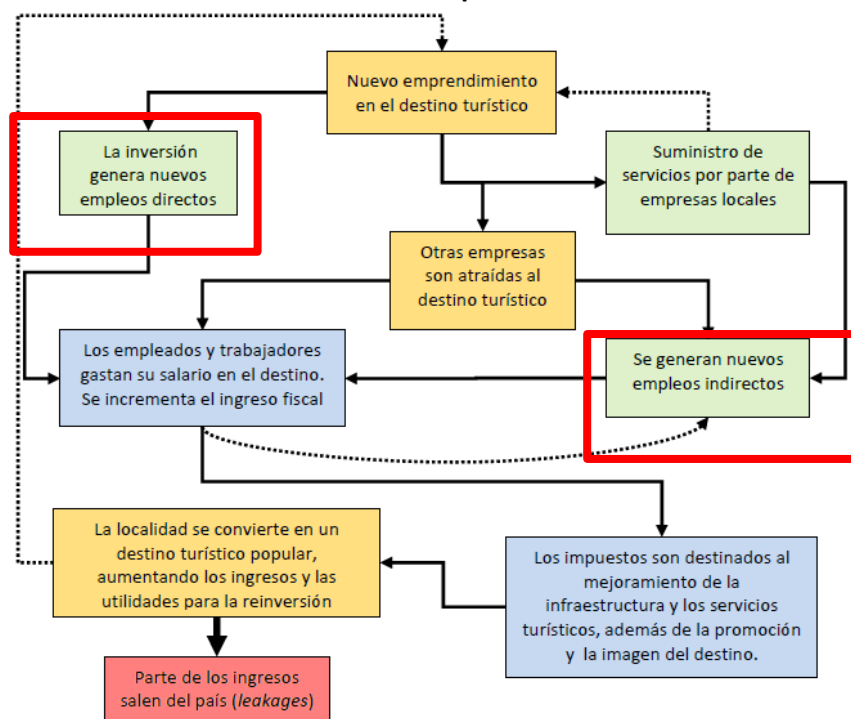 Nuevo emprendimiento
en el destino turístico
La inversión
genera nuevos
empleos directos
Suministro de
servicios por parte de
empresas locales
Otras empresas
son atraídas al
destino turístico
Los empleados y trabajadores
gastan su salario en el destino.
Se incrementa el ingreso fiscal
Se generan nuevos
empleos indirectos
La localidad se convierte en un
destino turístico popular,
aumentando los ingresos y las
utilidades para la reinversión
Los impuestos son destinados al
mejoramiento de la
infraestructura y los servicios
turísticos, además de la promoción
y la imagen del destino.
Parte de los ingresos
salen del país (leakages)